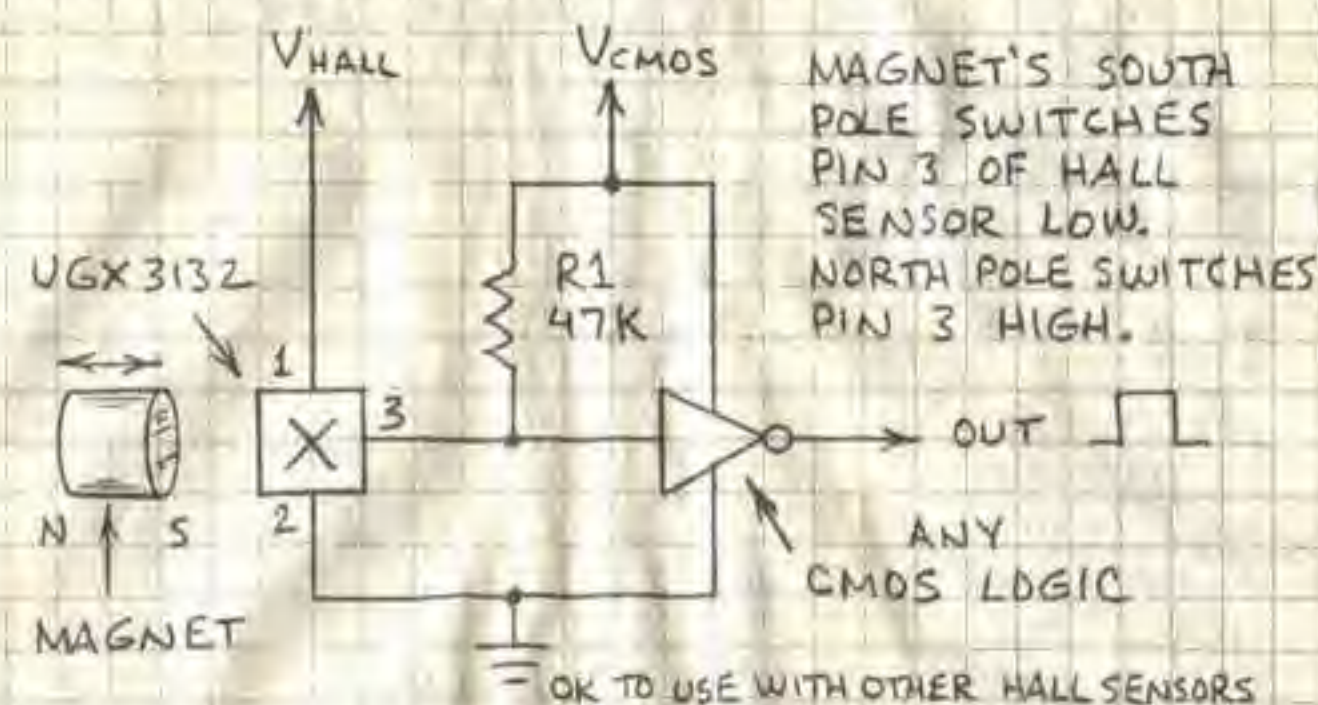 VHALL
VCMOS
MAGNET'S SOUTH
POLE SWITCHES
PIN 3 OF HALL
SENSOR LOW.
NORTH POLE SWITCHES
PIN 3 HIGH.
UGX3132
R1
47K
1
3
X
2
OUT
N S
MAGNET
ANY
CMOS LOGIC
OK TO USE WITH OTHER HALL SENSORS